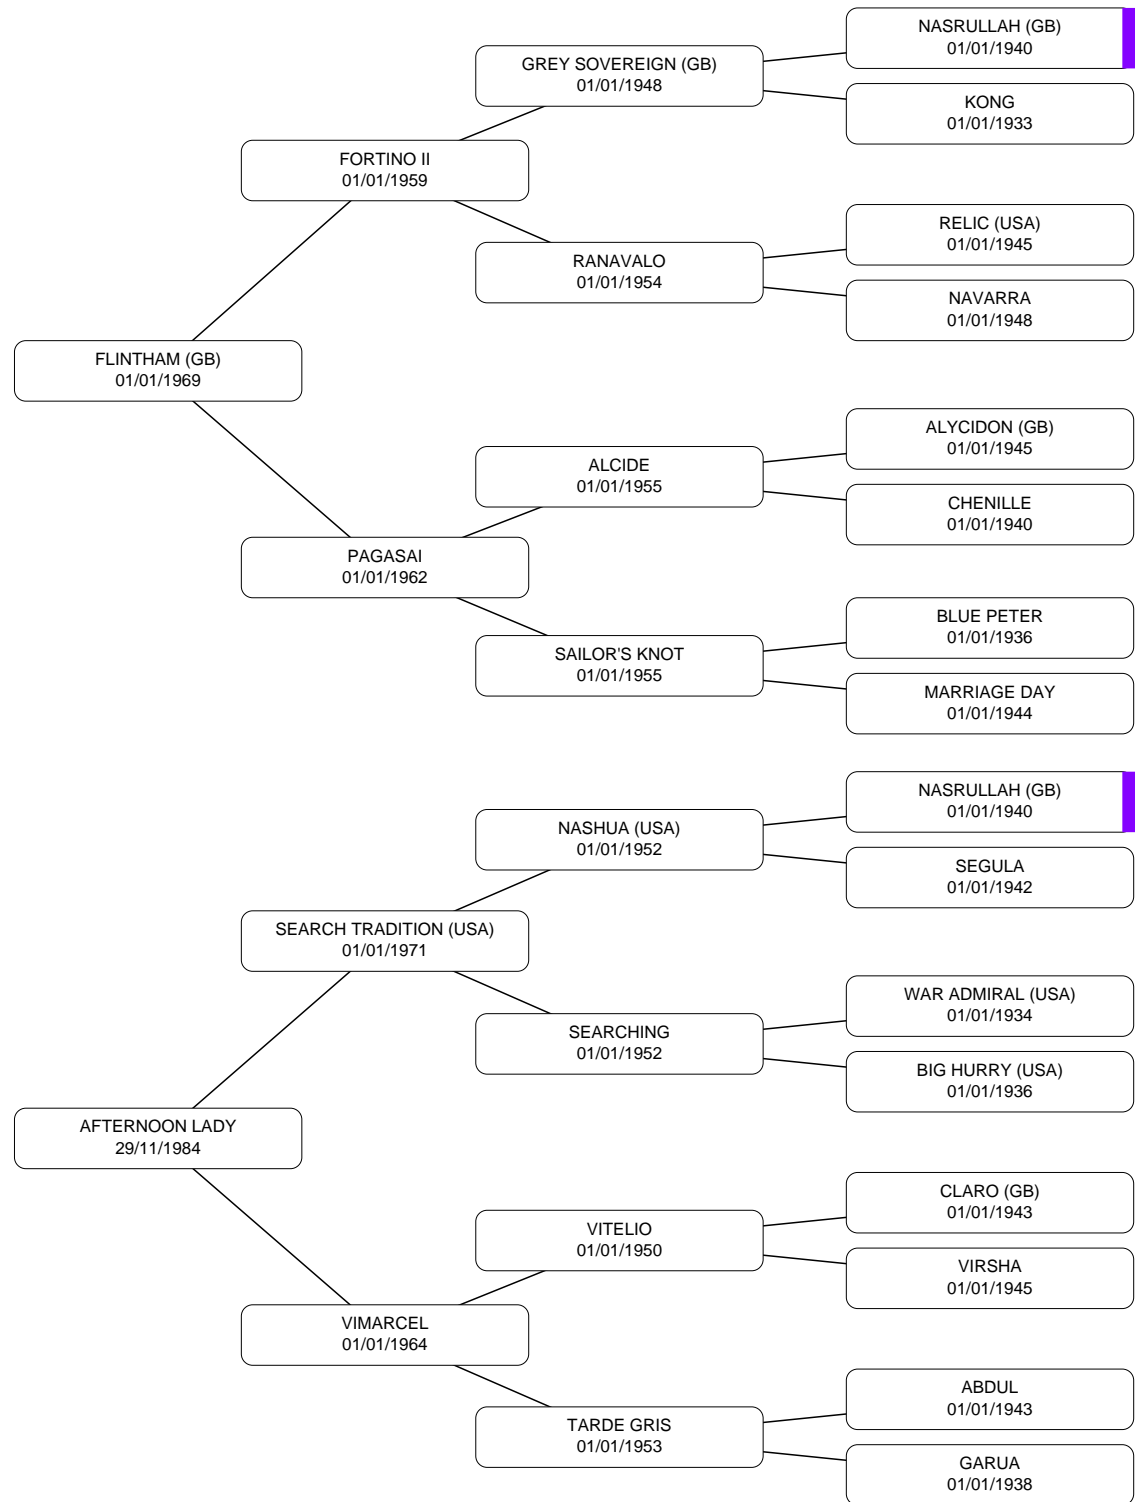 NASRULLAH (GB)
01/01/1940
GREY SOVEREIGN (GB)
01/01/1948
KONG
01/01/1933
FORTINO II
01/01/1959
RELIC (USA)
01/01/1945
RANAVALO
01/01/1954
NAVARRA
01/01/1948
FLINTHAM (GB)
01/01/1969
ALYCIDON (GB)
01/01/1945
ALCIDE
01/01/1955
CHENILLE
01/01/1940
PAGASAI
01/01/1962
BLUE PETER
01/01/1936
SAILOR'S KNOT
01/01/1955
MARRIAGE DAY
01/01/1944
NASRULLAH (GB)
01/01/1940
NASHUA (USA)
01/01/1952
SEGULA
01/01/1942
SEARCH TRADITION (USA)
01/01/1971
WAR ADMIRAL (USA)
01/01/1934
SEARCHING
01/01/1952
BIG HURRY (USA)
01/01/1936
AFTERNOON LADY
29/11/1984
CLARO (GB)
01/01/1943
VITELIO
01/01/1950
VIRSHA
01/01/1945
VIMARCEL
01/01/1964
ABDUL
01/01/1943
TARDE GRIS
01/01/1953
GARUA
01/01/1938